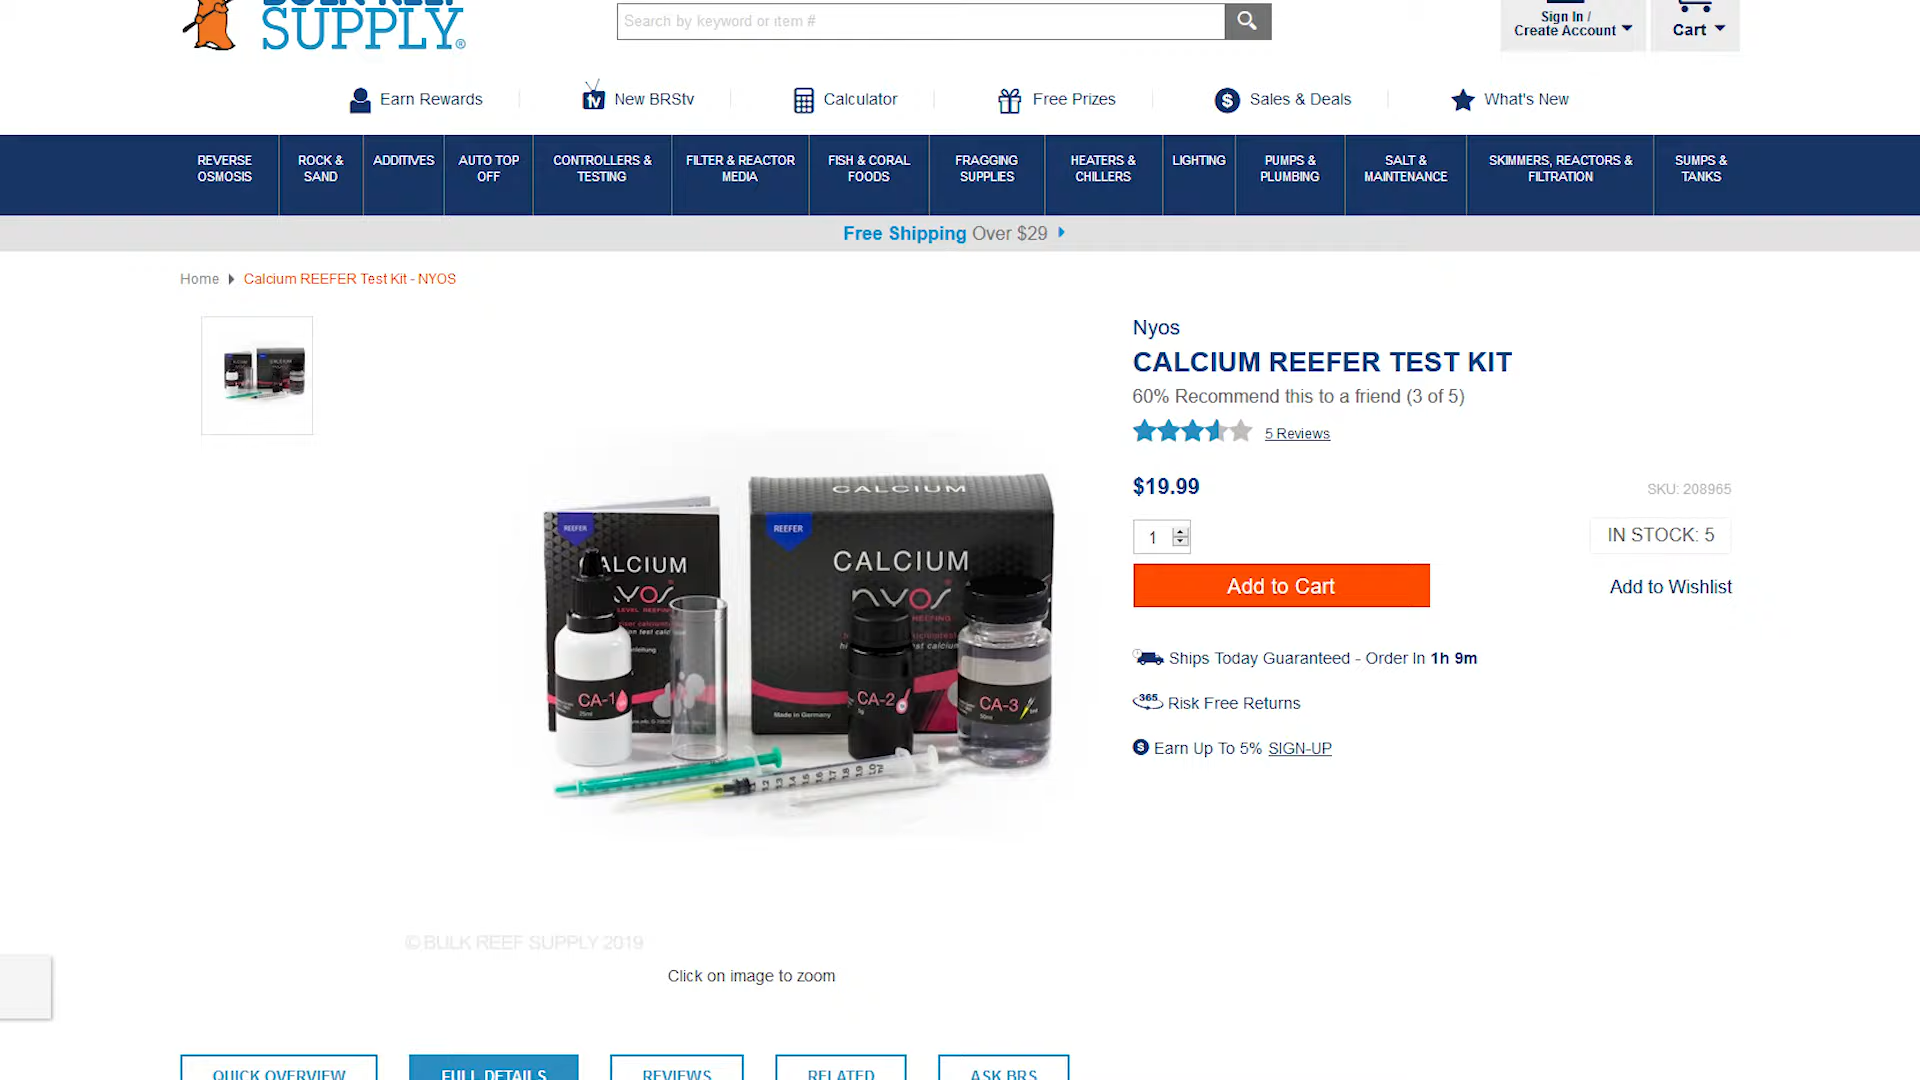 SUPPLY®
Search by keyword or item #
Sign In /
Create Account
Cart
Earn Rewards
tv
New BRStv
Calculator
Free Prizes
$
Sales & Deals
What's New
REVERSE
OSMOSIS
ROCK &
SAND
ADDITIVES
AUTO TOP
OFF
CONTROLLERS &
TESTING
FILTER & REACTOR
MEDIA
FISH & CORAL
FOODS
FRAGGING
SUPPLIES
HEATERS &
CHILLERS
LIGHTING
PUMPS &
PLUMBING
SALT &
MAINTENANCE
SKIMMERS, REACTORS &
FILTRATION
SUMPS &
TANKS
Free Shipping Over $29
Home
Calcium REEFER Test Kit - NYOS
Nyos
CALCIUM REEFER TEST KIT
60% Recommend this to a friend (3 of 5)
5 Reviews
$19.99
SKU: 208965
1
IN STOCK: 5
Add to Cart
Add to Wishlist
Ships Today Guaranteed - Order In 1h 9m
365
Risk Free Returns
$
Earn Up To 5% SIGN-UP
CALCIUM
REEFER
REEFER
CALCIUM
CALCIUM
nyos
CA-1
CA-2
CA-3
Made in Germany
© BULK REEF SUPPLY 2019
Click on image to zoom
QUICK OVERVIEW
FULL DETAILS
REVIEWS
RELATED
ASK BRS